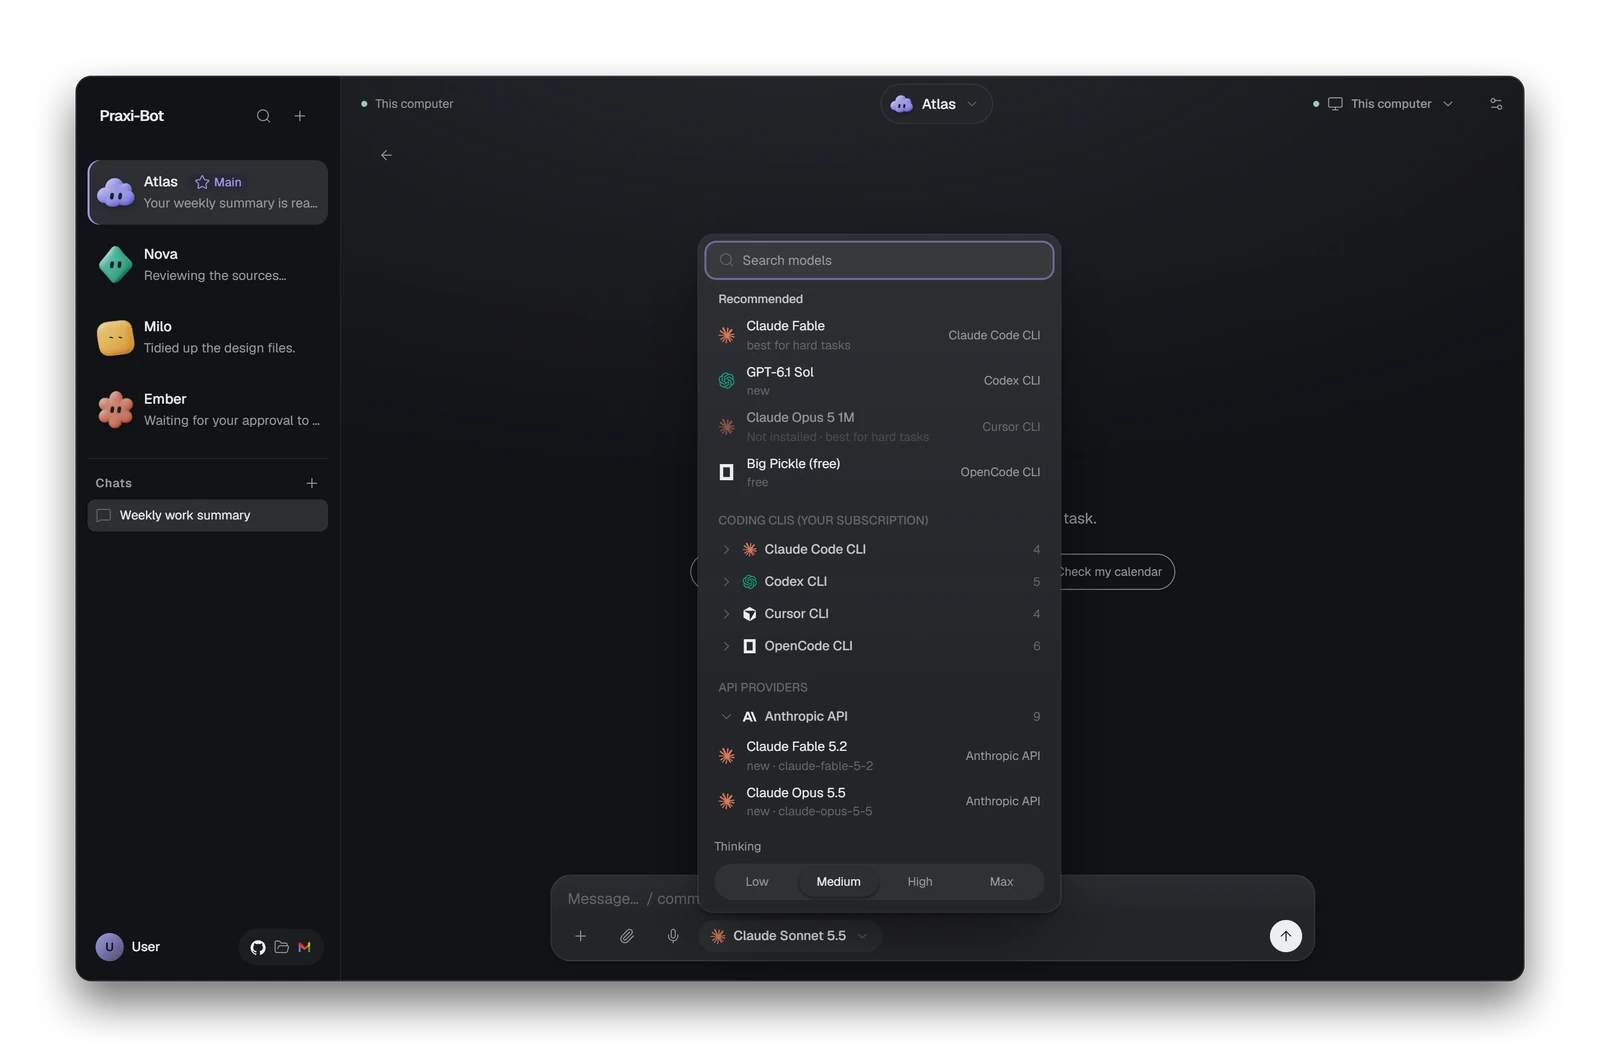 Praxi-Bot
Atlas
Main
Your weekly summary is rea...
Nova
Reviewing the sources...
Milo
Tidied up the design files.
Ember
Waiting for your approval to ...
Chats
Weekly work summary
U
User
This computer
Atlas
This computer
Search models
Recommended
Claude Fable
best for hard tasks
Claude Code CLI
GPT-6.1 Sol
new
Codex CLI
Claude Opus 5 1M
Not installed · best for hard tasks
Cursor CLI
Big Pickle (free)
free
OpenCode CLI
CODING CLIS (YOUR SUBSCRIPTION)
Claude Code CLI 4
Codex CLI 5
Cursor CLI 4
OpenCode CLI 6
API PROVIDERS
Anthropic API 9
Claude Fable 5.2
new · claude-fable-5-2
Anthropic API
Claude Opus 5.5
new · claude-opus-5-5
Anthropic API
Thinking
Low Medium High Max
task.
Check my calendar
Message... / comm
Claude Sonnet 5.5